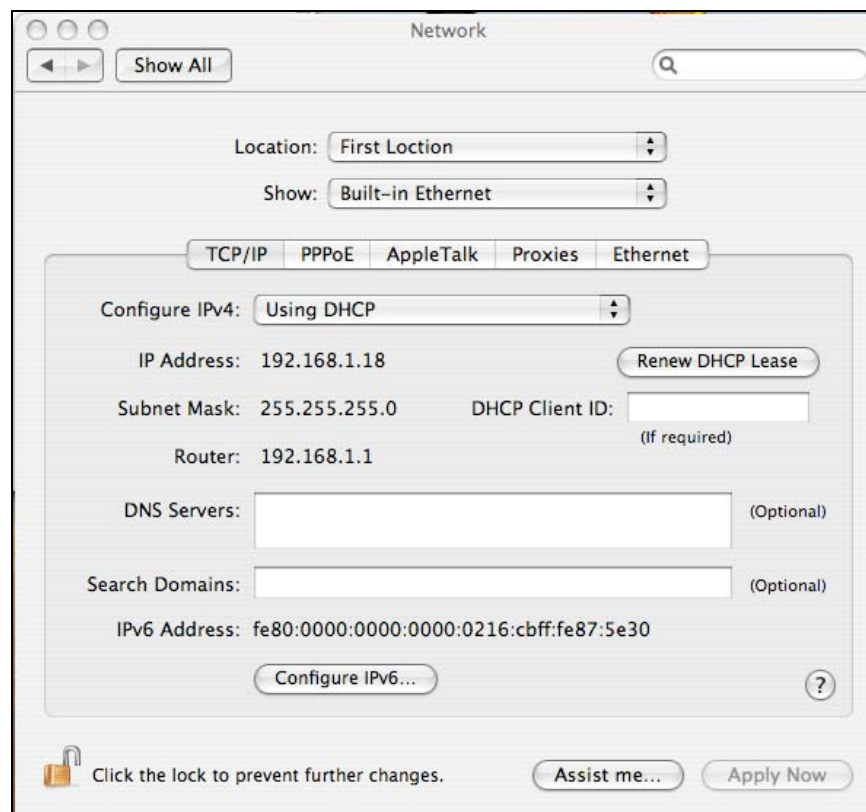 Network
Show All
Location: First Loction
Show: Built-in Ethernet
TCP/IP PPPoE AppleTalk Proxies Ethernet
Configure IPv4: Using DHCP
IP Address: 192.168.1.18 Renew DHCP Lease
Subnet Mask: 255.255.255.0 DHCP Client ID:
(If required)
Router: 192.168.1.1
DNS Servers: (Optional)
Search Domains: (Optional)
IPv6 Address: fe80:0000:0000:0000:0216:cbff:fe87:5e30
Configure IPv6... ?
Click the lock to prevent further changes. Assist me... Apply Now